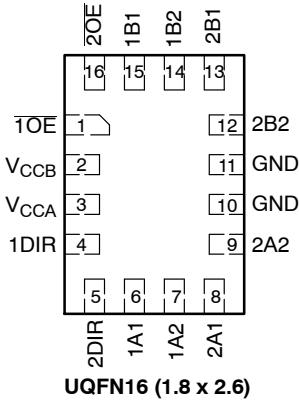 2OE 1B1 1B2 2B1
16 15 14 13
1OE 1 12 2B2
VCCB 2 11 GND
VCCA 3 10 GND
1DIR 4 9 2A2
5 6 7 8
2DIR 1A1 1A2 2A1
UQFN16 (1.8 x 2.6)